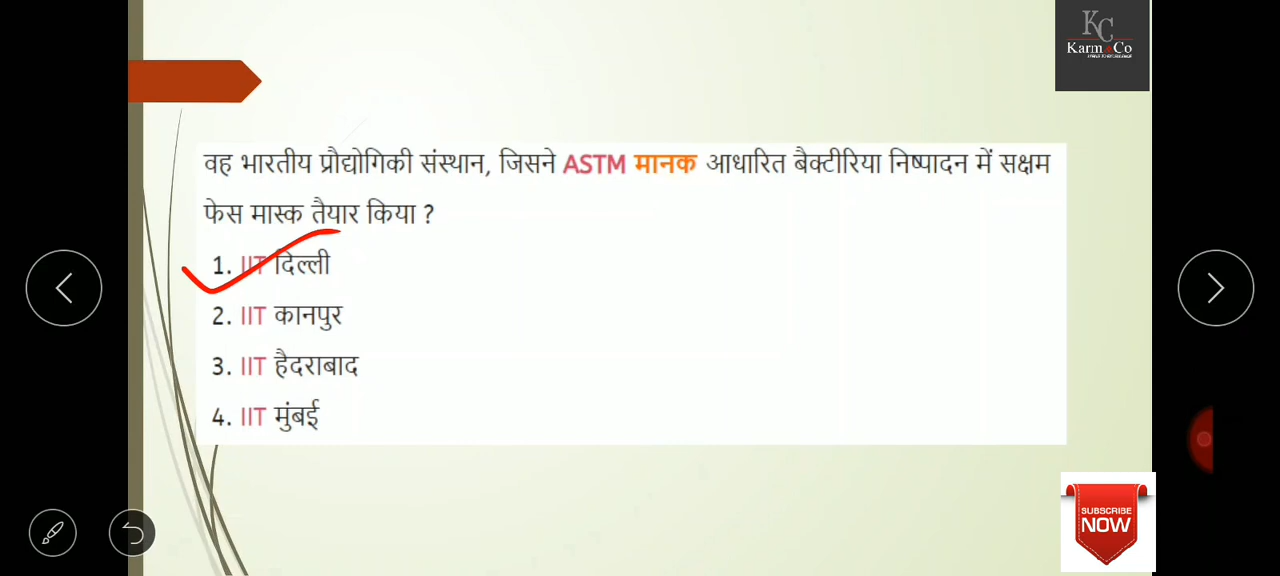 KC
Karm Co
वह भारतीय प्रौद्योगिकी संस्थान, जिसने ASTM मानक आधारित बैक्टीरिया निष्पादन में सक्षम
फेस मास्क तैयार किया ?
1. IIT दिल्ली
2. IIT कानपुर
3. IIT हैदराबाद
4. IIT मुंबई
SUBSCRIBE
NOW